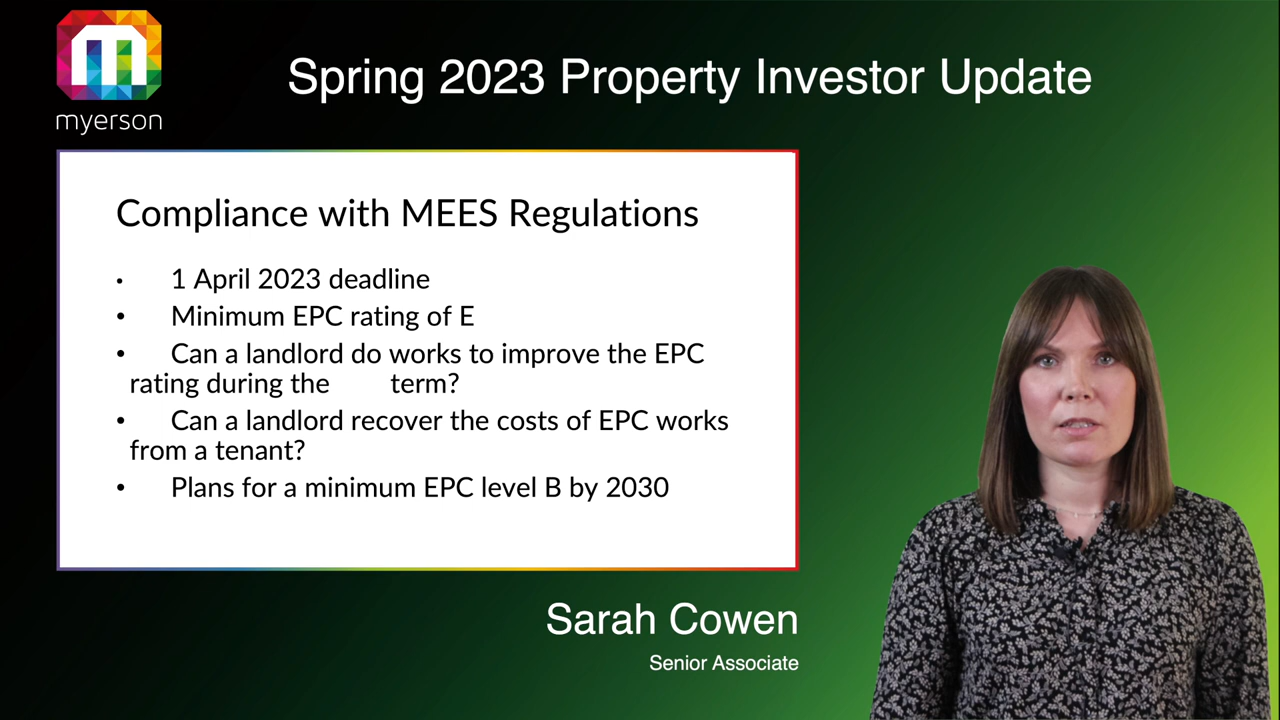 myerson
Spring 2023 Property Investor Update
Compliance with MEES Regulations
• 1 April 2023 deadline
• Minimum EPC rating of E
• Can a landlord do works to improve the EPC
rating during the term?
• Can a landlord recover the costs of EPC works
from a tenant?
• Plans for a minimum EPC level B by 2030
Sarah Cowen
Senior Associate